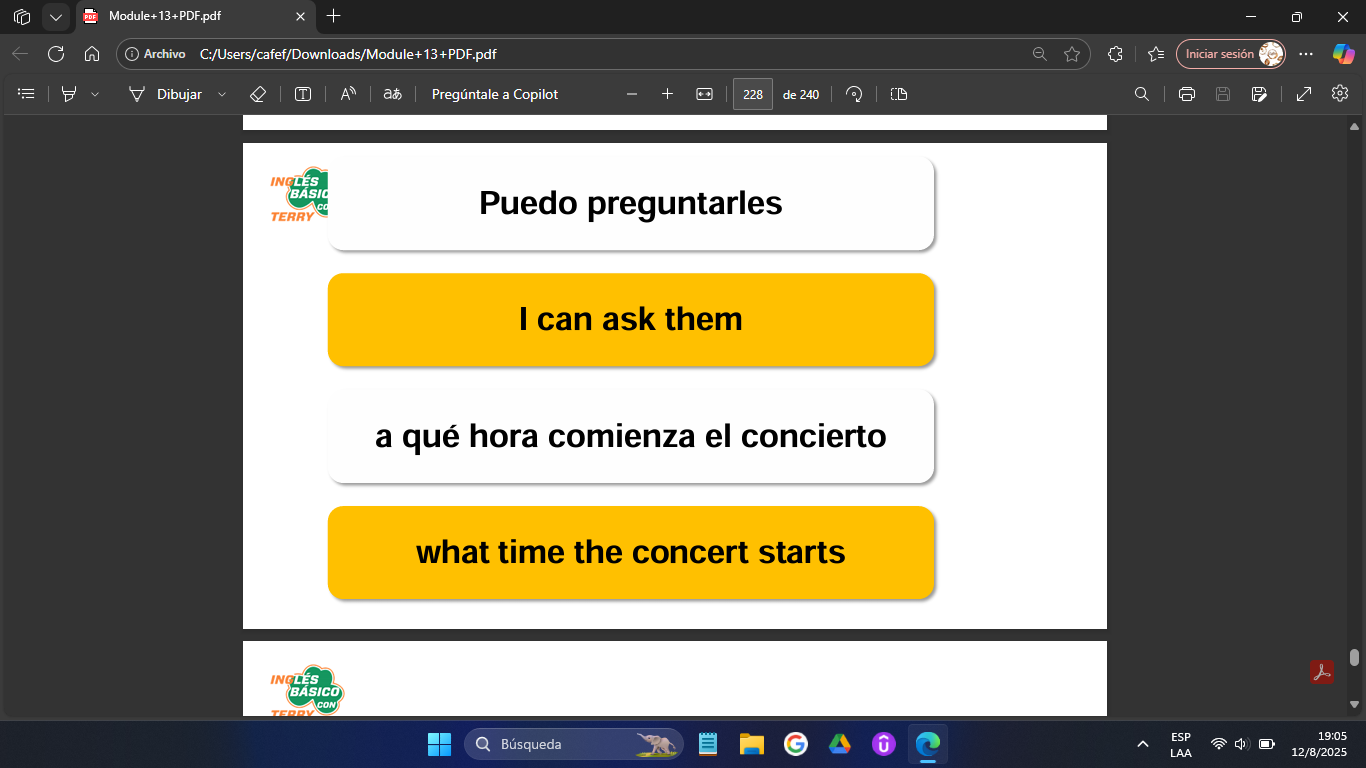 Module+13+PDF.pdf
Archivo C:/Users/cafef/Downloads/Module+13+PDF.pdf Iniciar sesión
Dibujar Pregúntale a Copilot 228 de 240
INGLÉS
BÁSICO
CO
TERRY
Puedo preguntarles
I can ask them
a qué hora comienza el concierto
what time the concert starts
INGLÉS
BÁSICO
CON
TERRY
Búsqueda
ESP
LAA
19:05
12/8/2025